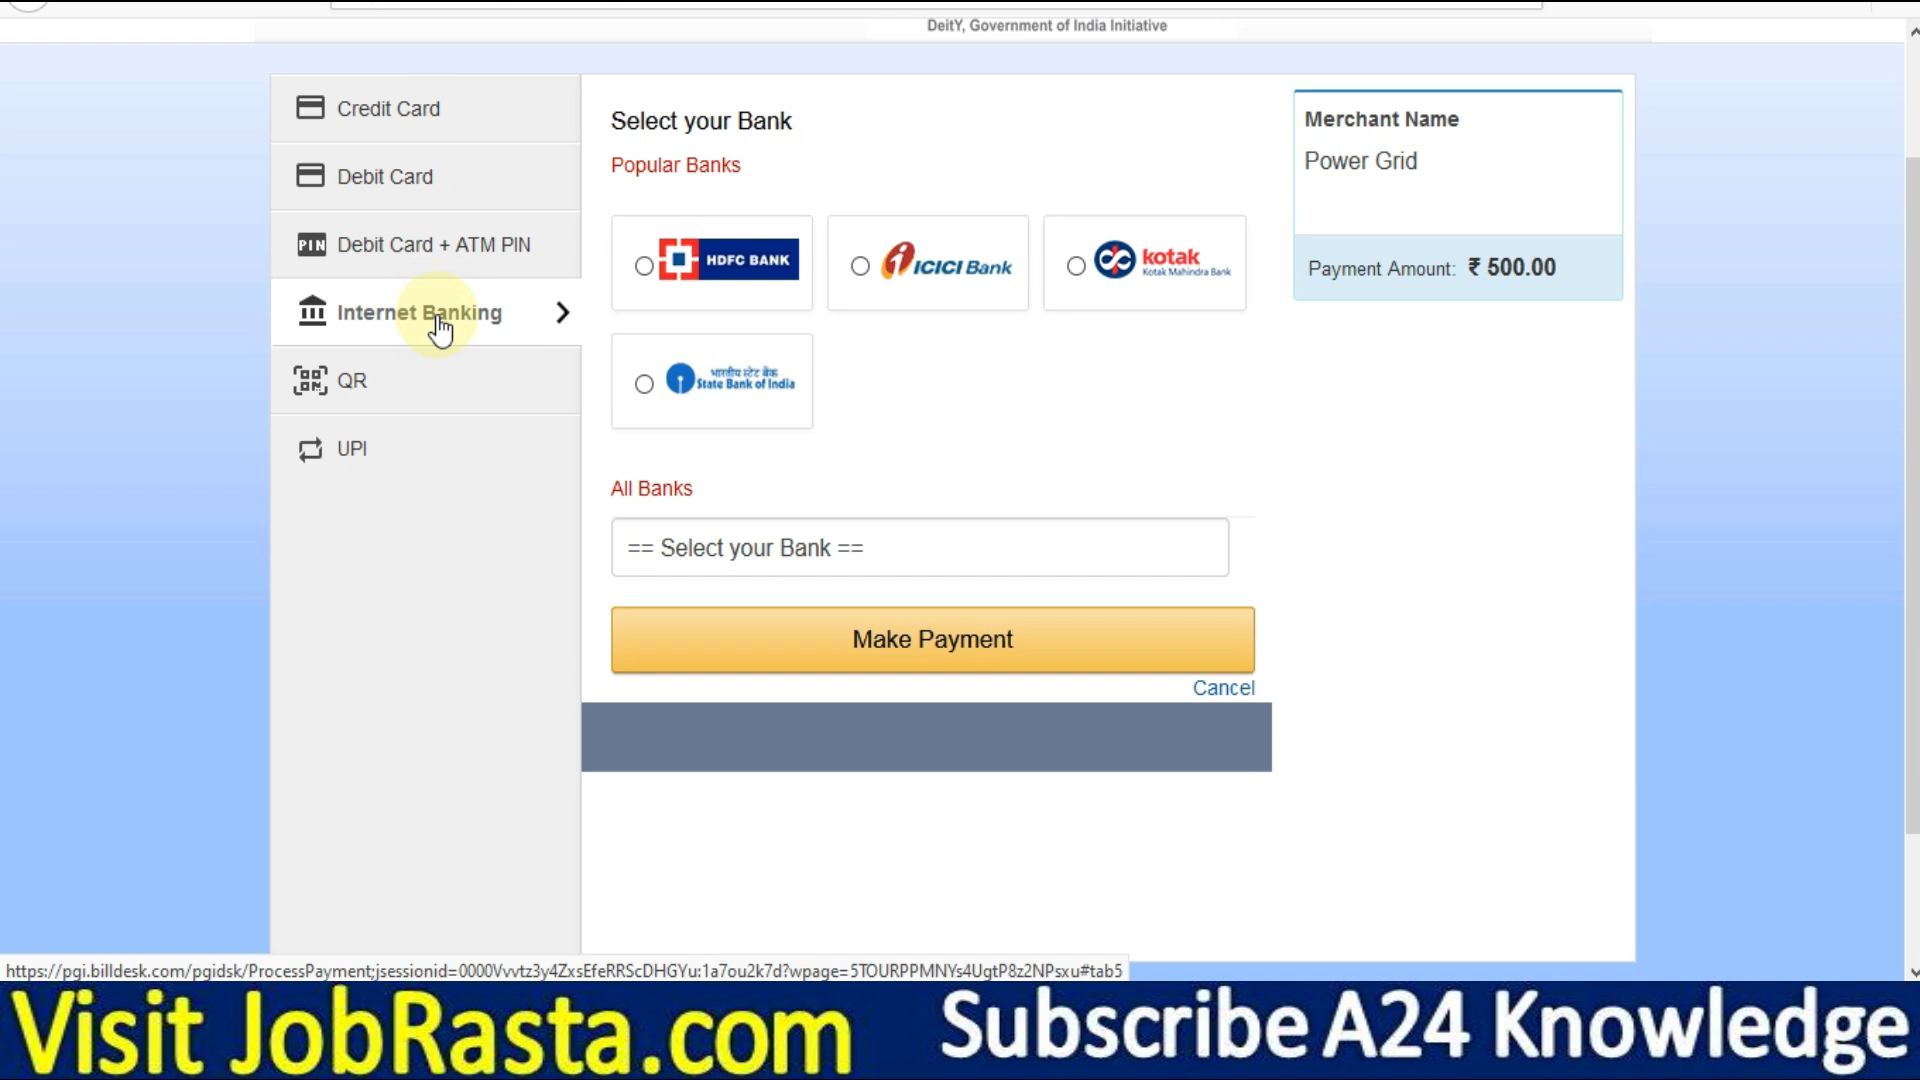 DeitY, Government of India Initiative
Credit Card
Debit Card
PIN Debit Card + ATM PIN
Internet Banking
QR
UPI
Select your Bank
Popular Banks
HDFC BANK
ICICI Bank
kotak
Kotak Mahindra Bank
भारतीय स्टेट बैंक
State Bank of India
All Banks
== Select your Bank ==
Make Payment
Cancel
Merchant Name
Power Grid
Payment Amount: ₹ 500.00
https://pgi.billdesk.com/pgidsk/ProcessPayment;jsessionid=0000Vvvtz3y4ZxsEfeRRScDHGYu:1a7ou2k7d?wpage=5TOURPPMNYs4UgtP8z2NPsxu#tab5
Visit JobRasta.com Subscribe A24 Knowledge